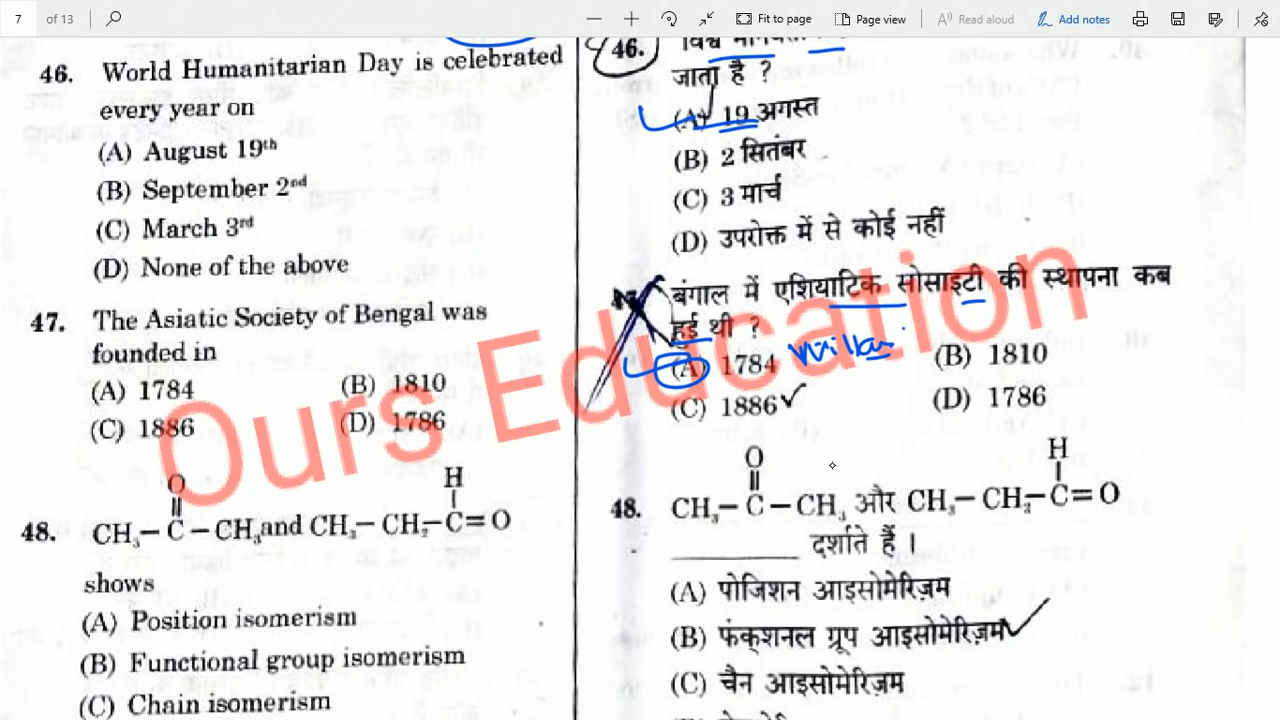 7 of 13
Fit to page
Page view
Read aloud
Add notes
46. World Humanitarian Day is celebrated
every year on
(A) August 19th
(B) September 2nd
(C) March 3rd
(D) None of the above
47. The Asiatic Society of Bengal was
founded in
(A) 1784 (B) 1810
(C) 1886 (D) 1786
O H
48. CH₃–C–CH₃ and CH₃–CH₂–C=O
shows
(A) Position isomerism
(B) Functional group isomerism
(C) Chain isomerism
46. विश्व
जाता है ?
(A) 19 अगस्त
(B) 2 सितंबर
(C) 3 मार्च
(D) उपरोक्त में से कोई नहीं
बंगाल में एशियाटिक सोसाइटी की स्थापना कब
हुई थी ?
(A) 1784 (B) 1810
(C) 1886 (D) 1786
O H
48. CH₃–C–CH₃ और CH₃–CH₂–C=O
________ दर्शाते हैं ।
(A) पोजिशन आइसोमेरिज़म
(B) फंक्शनल ग्रूप आइसोमेरिज़म
(C) चैन आइसोमेरिज़म
Ours Education